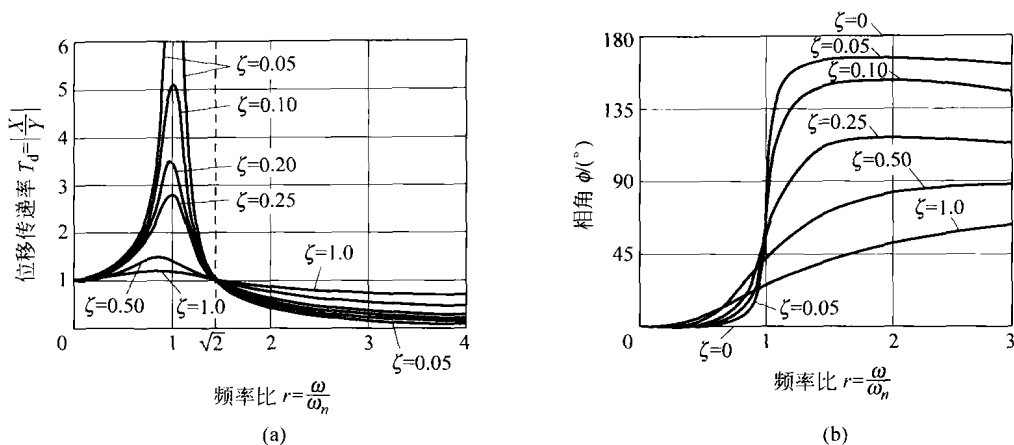 位移传递率 T_d=|X/Y|
6
5
4
3
2
1
0
ζ=0.05
ζ=0.10
ζ=0.20
ζ=0.25
ζ=1.0
ζ=0.50
ζ=1.0
ζ=0.05
0
1
√2
2
3
4
频率比 r=ω/ω_n
(a)
相角 ϕ/(°)
180
135
90
45
0
ζ=0
ζ=0.05
ζ=0.10
ζ=0.25
ζ=0.50
ζ=1.0
ζ=0.05
ζ=0
0
1
2
3
频率比 r=ω/ω_n
(b)